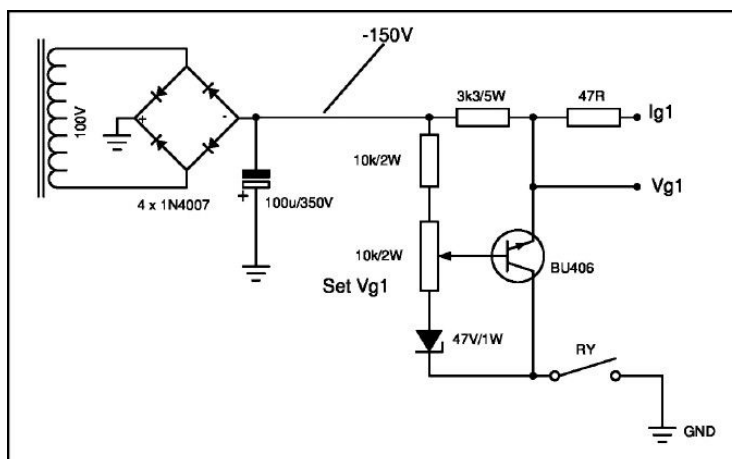 -150V
3k3/5W
47R
Ig1
100V
+
-
10k/2W
Vg1
+
100u/350V
4 x 1N4007
10k/2W
BU406
Set Vg1
47V/1W
RY
GND